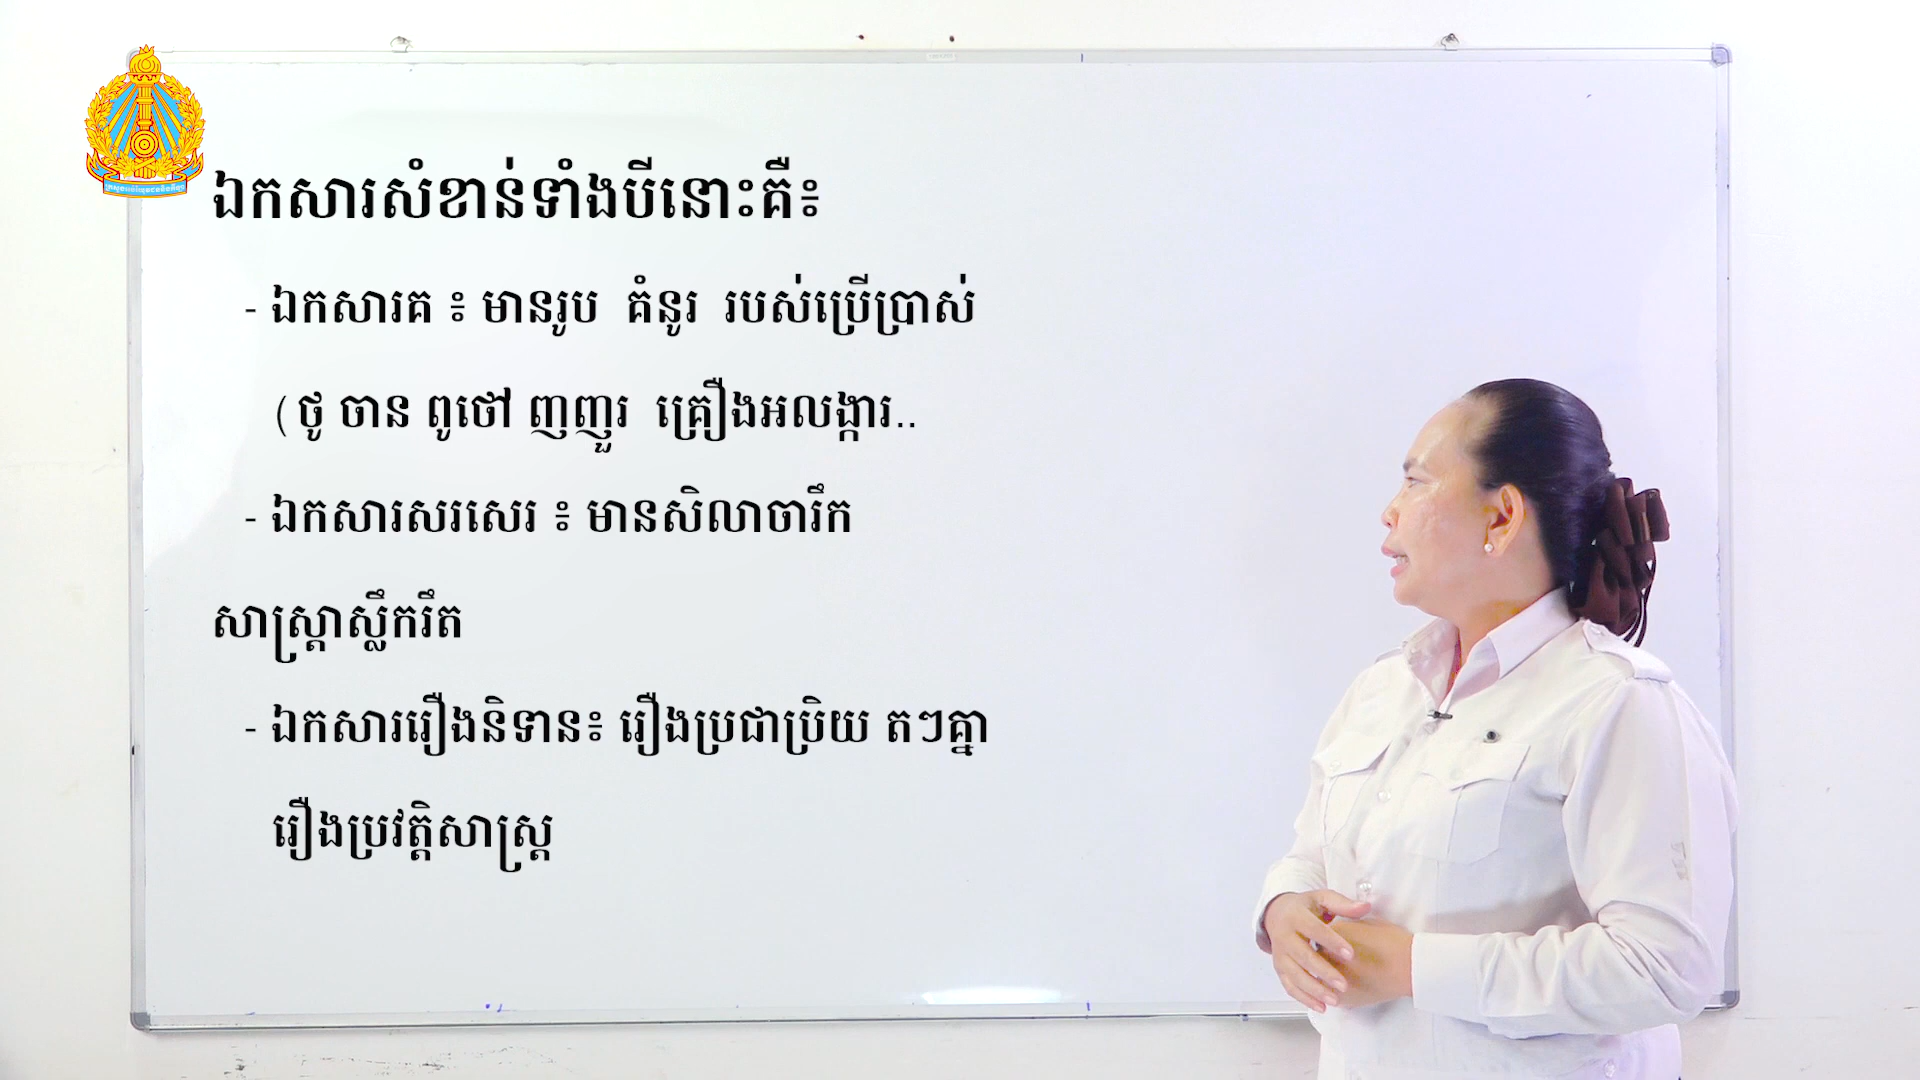 ឯកសារសំខាន់ទាំងបីនោះគឺ៖
- ឯកសារគ ៖ មានរូប គំនូរ របស់ប្រើប្រាស់
( ថូ ចាន ពូថៅ ញញួរ គ្រឿងអលង្ការ..
- ឯកសារសរសេរ ៖ មានសិលាចារឹក
សាស្ត្រាស្លឹករឹត
- ឯកសាររឿងនិទាន៖ រឿងប្រជាប្រិយ តៗគ្នា
រឿងប្រវត្តិសាស្ត្រ